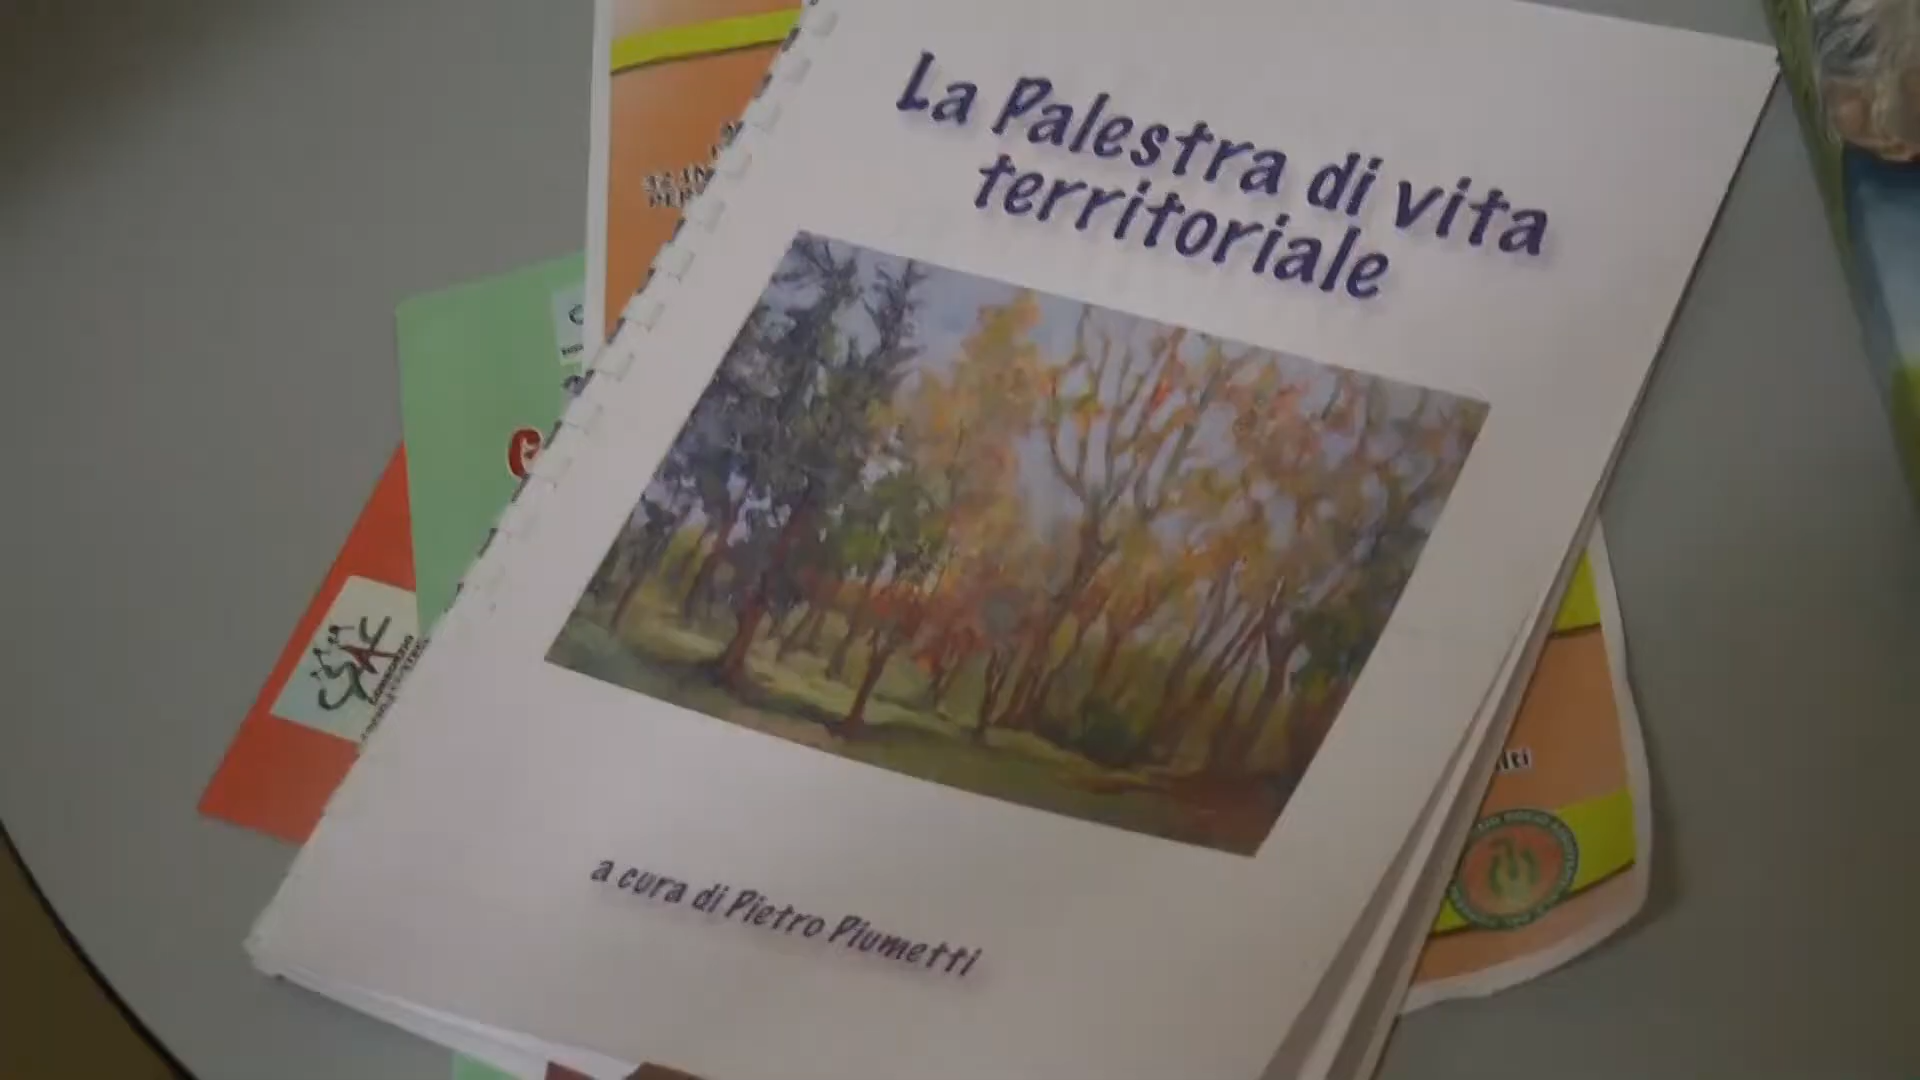 La Palestra di vita
territoriale
a cura di Pietro Piumetti